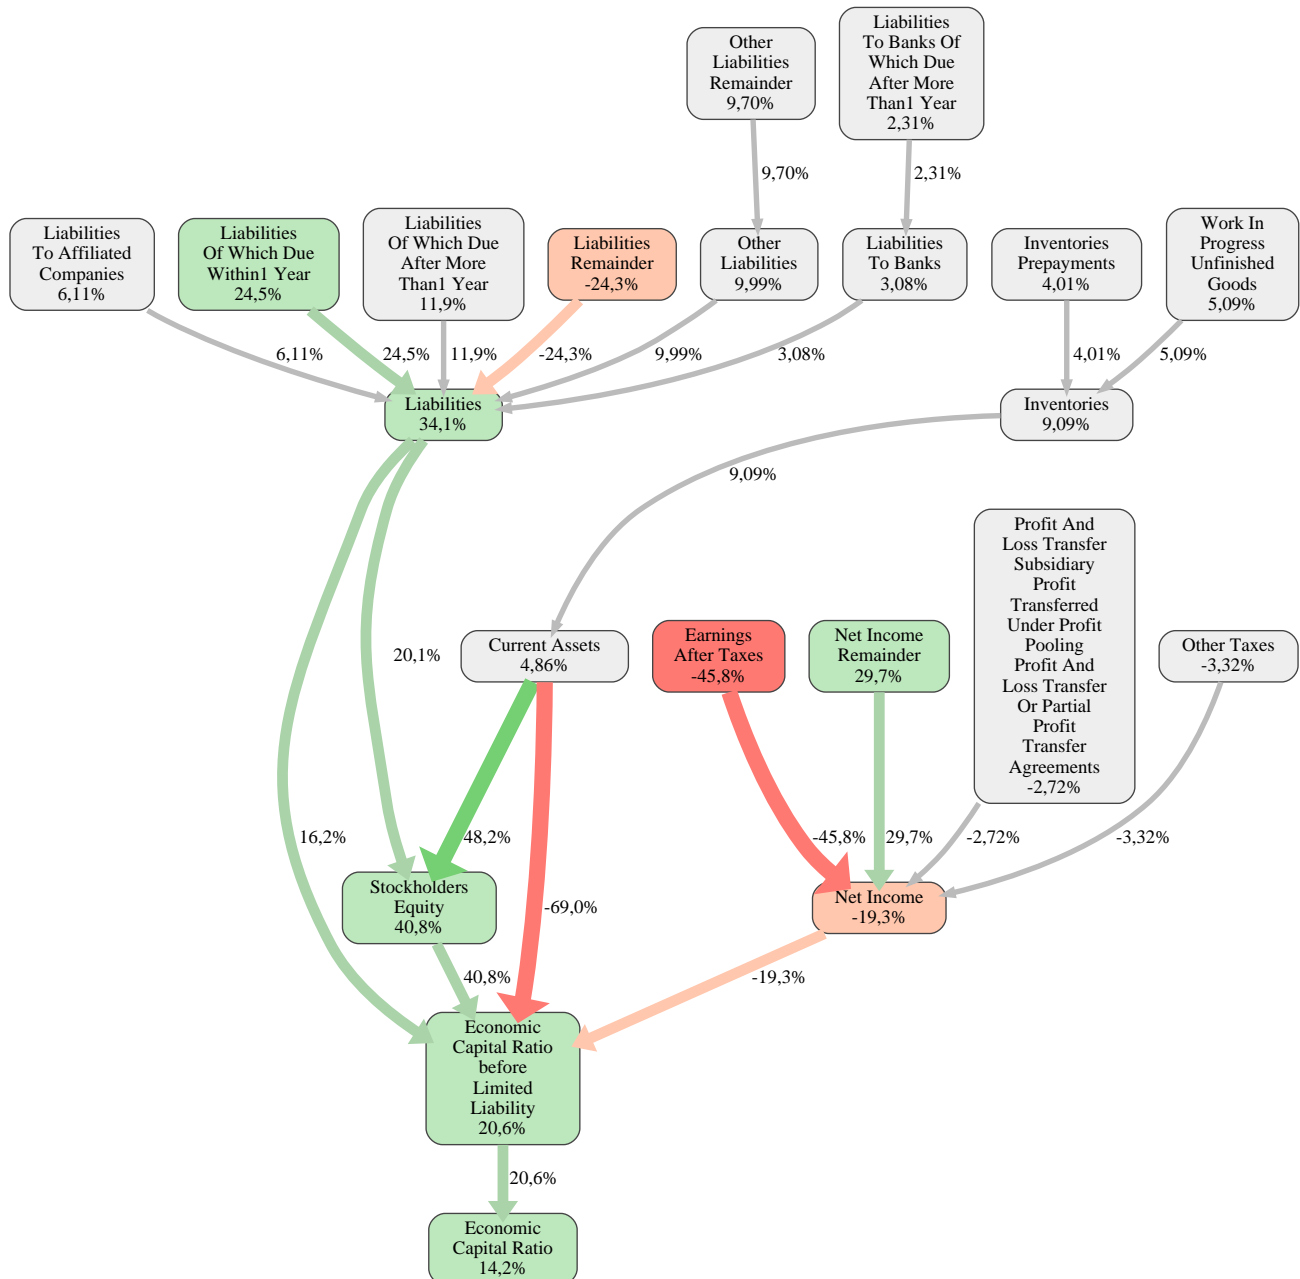 Other
Liabilities
Remainder
9,70%
Liabilities
To Banks Of
Which Due
After More
Than1 Year
2,31%
9,70%
2,31%
Liabilities
To Affiliated
Companies
6,11%
Liabilities
Of Which Due
Within1 Year
24,5%
Liabilities
Of Which Due
After More
Than1 Year
11,9%
Liabilities
Remainder
-24,3%
Other
Liabilities
9,99%
Liabilities
To Banks
3,08%
Inventories
Prepayments
4,01%
Work In
Progress
Unfinished
Goods
5,09%
6,11%
24,5%
11,9%
-24,3%
9,99%
3,08%
4,01%
5,09%
Liabilities
34,1%
Inventories
9,09%
9,09%
Profit And
Loss Transfer
Subsidiary
Profit
Transferred
Under Profit
Pooling
Profit And
Loss Transfer
Or Partial
Profit
Transfer
Agreements
-2,72%
20,1%
Current Assets
4,86%
Earnings
After Taxes
-45,8%
Net Income
Remainder
29,7%
Other Taxes
-3,32%
16,2%
48,2%
-45,8%
29,7%
-2,72%
-3,32%
Stockholders
Equity
40,8%
-69,0%
Net Income
-19,3%
40,8%
-19,3%
Economic
Capital Ratio
before
Limited
Liability
20,6%
20,6%
Economic
Capital Ratio
14,2%